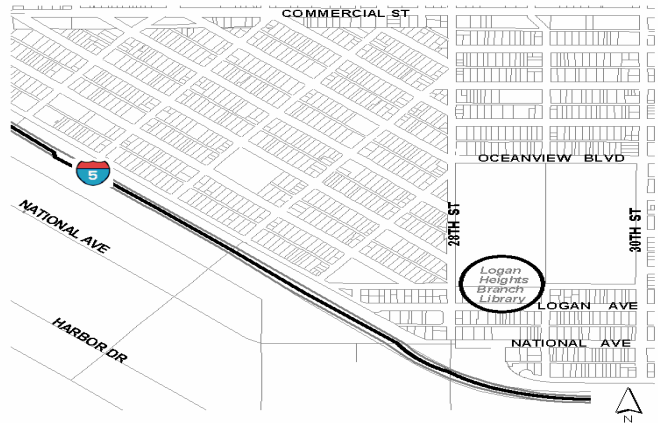 COMMERCIAL ST
OCEANVIEW BLVD
5
NATIONAL AVE
28TH ST
30TH ST
Logan
Heights
Branch
Library
LOGAN AVE
HARBOR DR
NATIONAL AVE
N